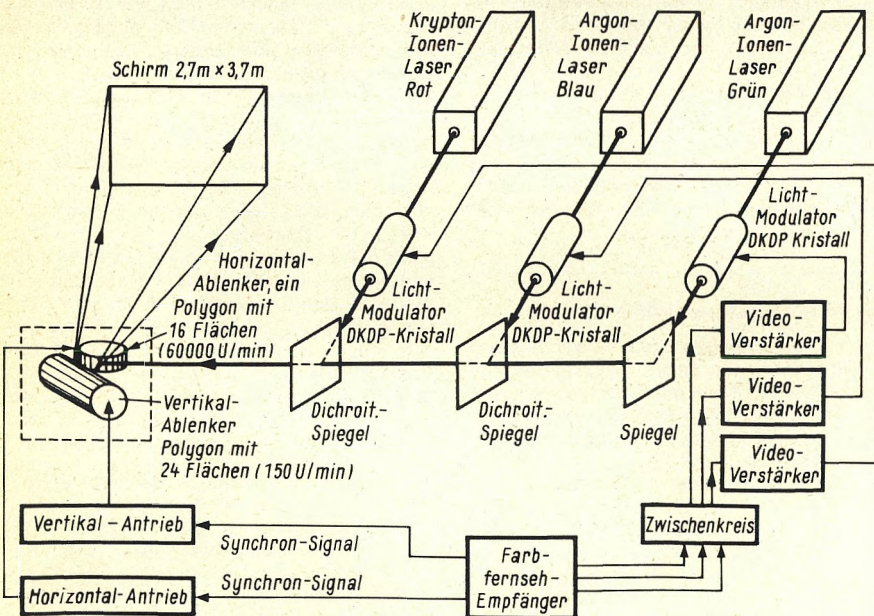 Krypton-
Ionen-
Laser
Rot
Argon-
Ionen-
Laser
Blau
Argon-
Ionen-
Laser
Grün
Schirm 2,7m × 3,7m
Licht-
Modulator
DKDP Kristall
Horizontal-
Ablenker, ein
Polygon mit
16 Flächen
(60000 U/min)
Licht-
Modulator
DKDP-Kristall
Licht-
Modulator
DKDP-Kristall
Video-
Verstärker
Video-
Verstärker
Video-
Verstärker
Vertikal-
Ablenker
Polygon mit
24 Flächen (150 U/min)
Dichroit.-
Spiegel
Dichroit.-
Spiegel
Spiegel
Vertikal-Antrieb
Synchron-Signal
Zwischenkreis
Farb-
fernseh-
Empfänger
Morizontal-Antrieb
Synchron-Signal